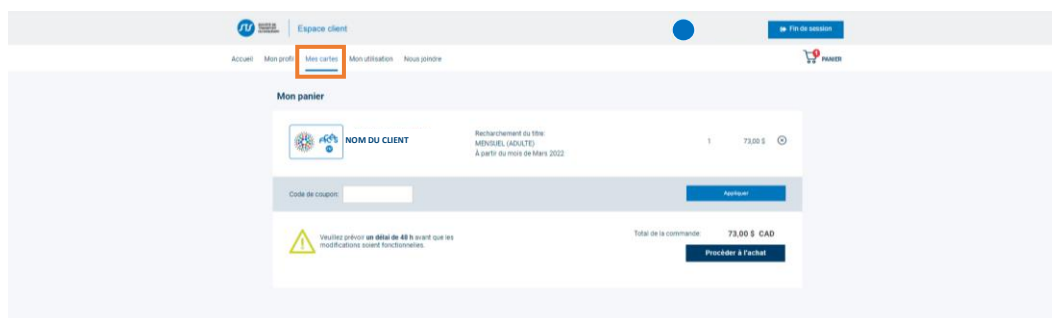 Espace client
Fin de session
Accueil Mon profil Mes cartes Mon utilisation Nous joindre
PANIER
Mon panier
NOM DU CLIENT
Recharchement du titre:
MENSUEL (ADULTE)
À partir du mois de Mars 2022
1 73,00 $
Code de coupon:
Appliquer
Veuillez prévoir un délai de 48 h avant que les
modifications soient fonctionnelles.
Total de la commande: 73,00 $ CAD
Procéder à l'achat